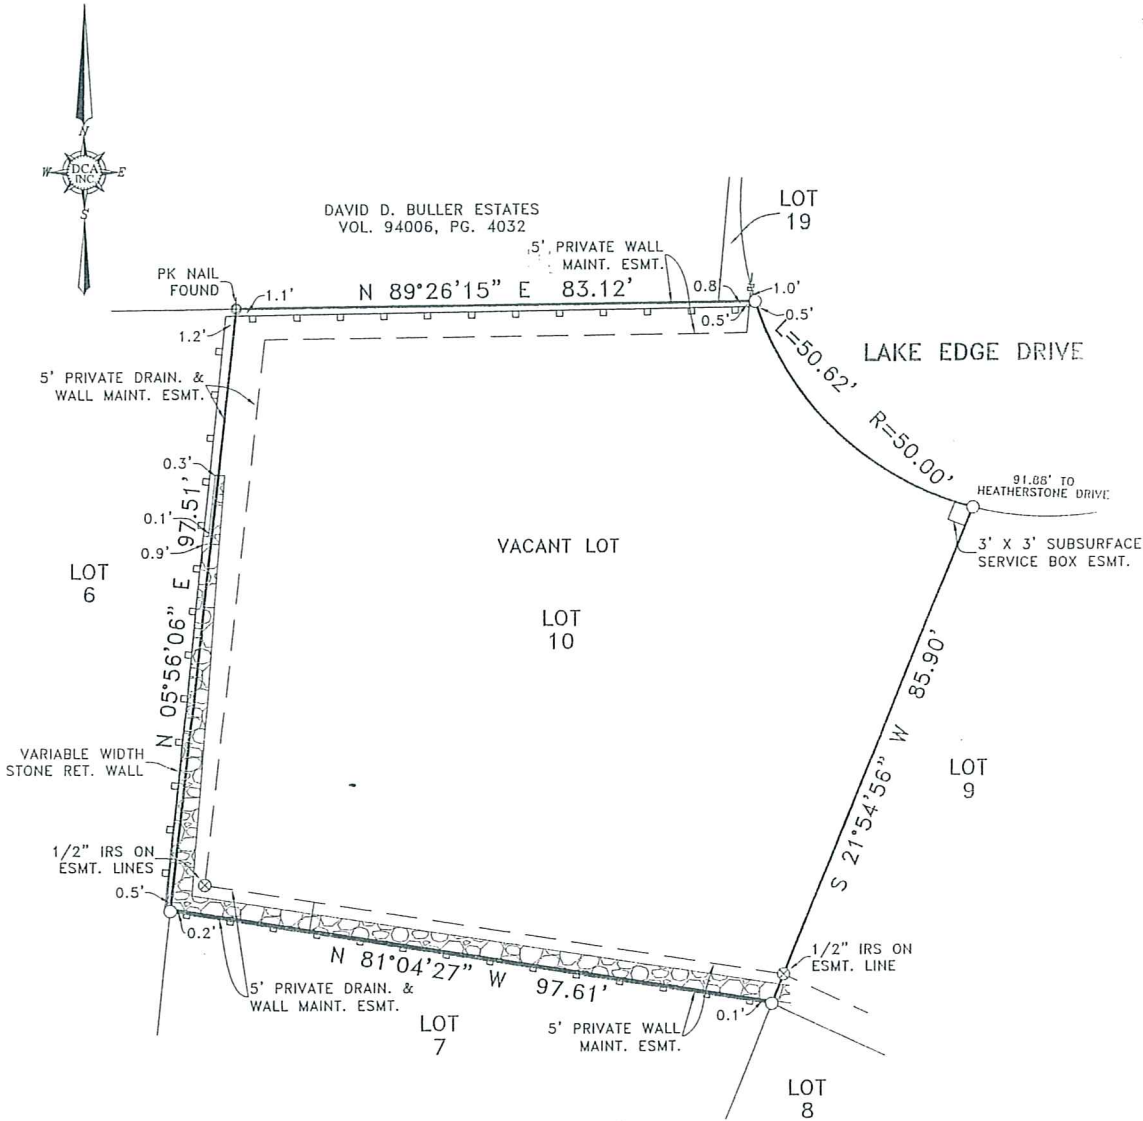 N
W
DCA
INC.
E
S
DAVID D. BULLER ESTATES
VOL. 94006, PG. 4032
LOT
19
5' PRIVATE WALL
MAINT. ESMT.
PK NAIL
FOUND
1.1'
N 89°26'15" E 83.12'
0.8'
1.0'
1.2'
0.5'
0.5'
L=50.62'
R=50.00'
LAKE EDGE DRIVE
5' PRIVATE DRAIN. &
WALL MAINT. ESMT.
0.3'
91.88' TO
HEATHERSTONE DRIVE
0.1'
0.9'
3' X 3' SUBSURFACE
SERVICE BOX ESMT.
VACANT LOT
LOT
6
LOT
10
N 05°56'06" E 97.51'
S 21°54'56" W 85.90'
VARIABLE WIDTH
STONE RET. WALL
LOT
9
1/2" IRS ON
ESMT. LINES
0.5'
0.2'
1/2" IRS ON
ESMT. LINE
N 81°04'27" W 97.61'
5' PRIVATE DRAIN. &
WALL MAINT. ESMT.
0.1'
5' PRIVATE WALL
MAINT. ESMT.
LOT
7
LOT
8